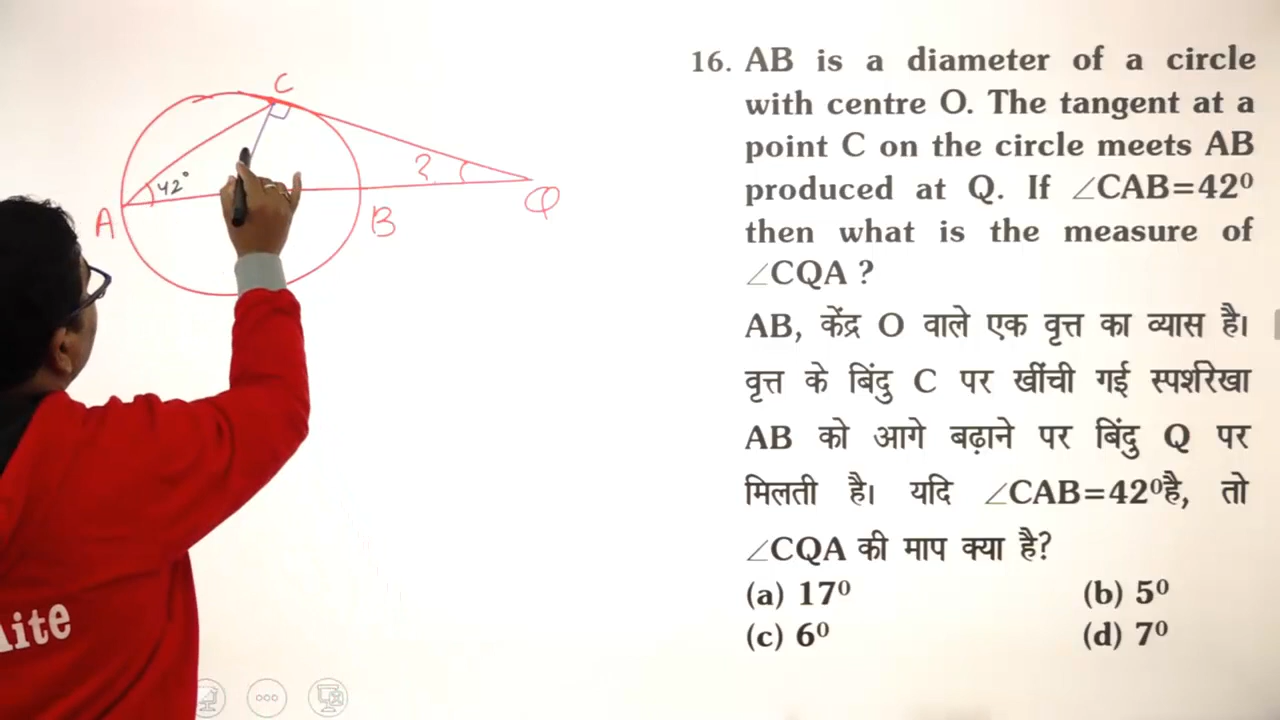 16. AB is a diameter of a circle
with centre O. The tangent at a
point C on the circle meets AB
produced at Q. If ∠CAB=42⁰
then what is the measure of
∠CQA ?
AB, केंद्र O वाले एक वृत्त का व्यास है।
वृत्त के बिंदु C पर खींची गई स्पर्शरेखा
AB को आगे बढ़ाने पर बिंदु Q पर
मिलती है। यदि ∠CAB=42⁰है, तो
∠CQA की माप क्या है?
(a) 17⁰ (b) 5⁰
(c) 6⁰ (d) 7⁰
C
42°
?
A
B
Q